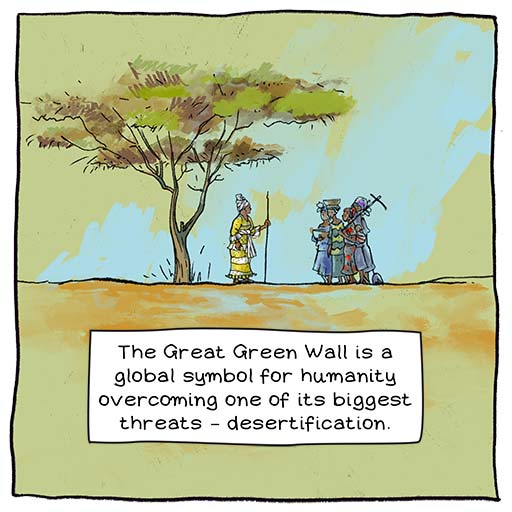 The Great Green Wall is a
global symbol for humanity
overcoming one of its biggest
threats - desertification.